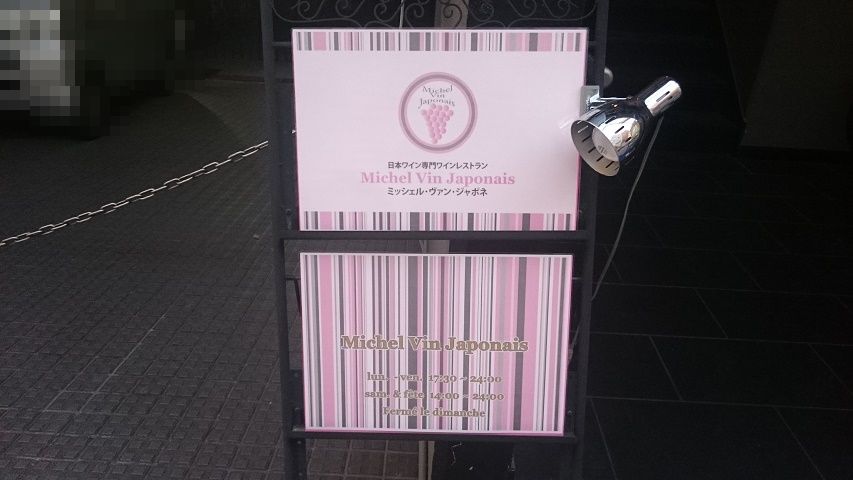 Michel
Vin
Japonais
日本ワイン専門ワインレストラン
Michel Vin Japonais
ミッシェル・ヴァン・ジャポネ
Michel Vin Japonais
lun. -ven. 17:30~24:00
sam. & fête 14:00~24:00
Fermé le dimanche